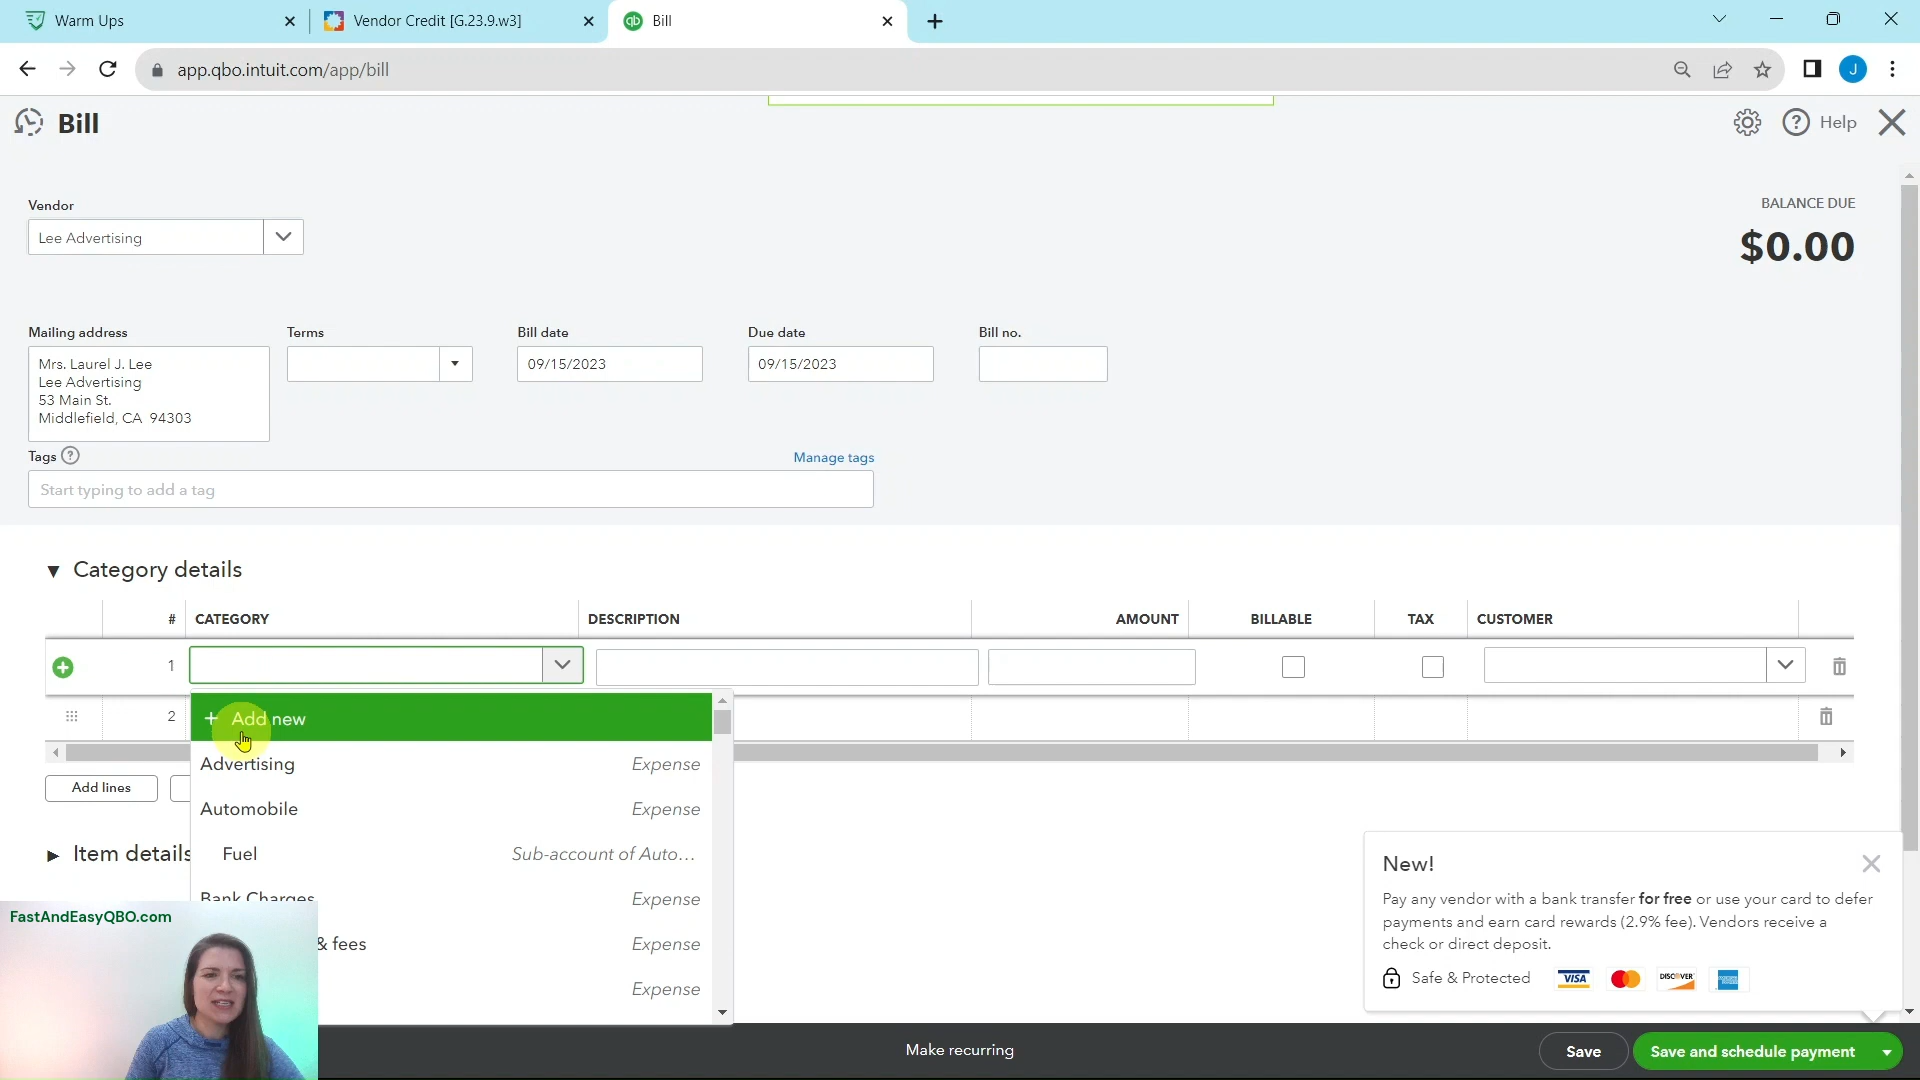 Warm Ups
Vendor Credit [G.23.9.w3]
qb Bill
app.qbo.intuit.com/app/bill
J
Bill
? Help
Vendor
Lee Advertising
BALANCE DUE
$0.00
Mailing address
Terms
Bill date
Due date
Bill no.
Mrs. Laurel J. Lee
Lee Advertising
53 Main St.
Middlefield, CA 94303
09/15/2023
09/15/2023
Tags ?
Manage tags
Start typing to add a tag
Category details
# CATEGORY DESCRIPTION AMOUNT BILLABLE TAX CUSTOMER
1
2
+ Add new
Advertising Expense
Automobile Expense
Fuel Sub-account of Auto...
Bank Charges Expense
& fees Expense
Expense
Add lines
Item details
FastAndEasyQBO.com
New!
Pay any vendor with a bank transfer for free or use your card to defer
payments and earn card rewards (2.9% fee). Vendors receive a
check or direct deposit.
Safe & Protected
VISA
DISCOVER
Make recurring
Save
Save and schedule payment